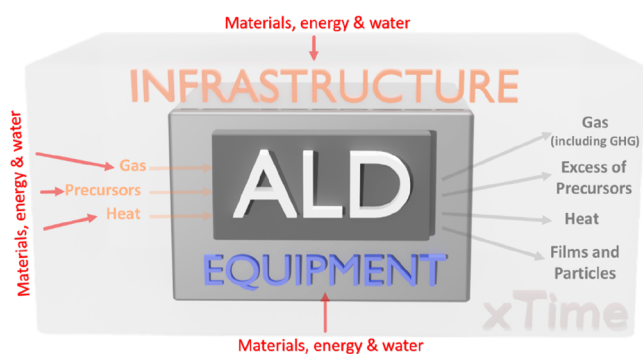 Materials, energy & water
INFRASTRUCTURE
Materials, energy & water
Gas
Precursors
Heat
ALD
EQUIPMENT
Gas
(including GHG)
Excess of
Precursors
Heat
Films and
Particles
xTime
Materials, energy & water